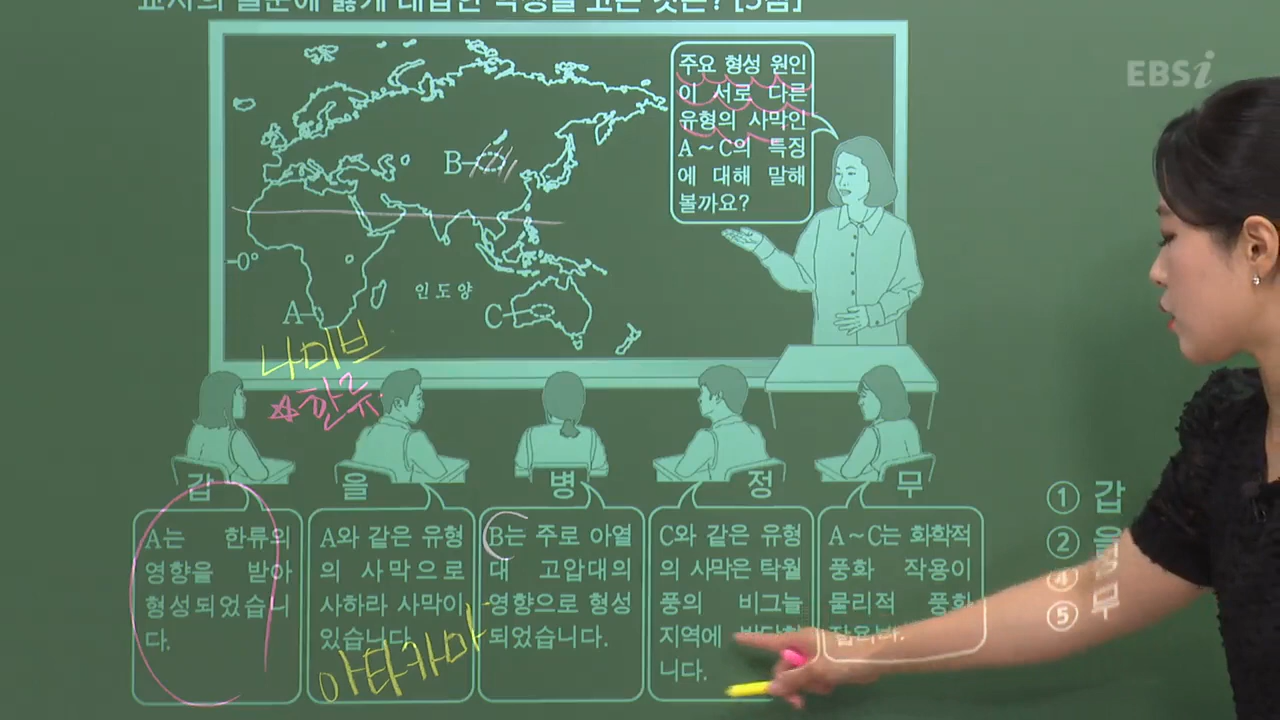 EBSi
주요 형성 원인
이 서로 다른
유형의 사막인
A~C의 특징
에 대해 말해
볼까요?
B
0°
인도양
A
C
나미브
☆한류
갑
을
병
정
무
A는 한류의
영향을 받아
형성되었습니
다.
A와 같은 유형
의 사막으로
사하라 사막이
있습니다.
아타카마
B는 주로 아열
대 고압대의
영향으로 형성
되었습니다.
C와 같은 유형
의 사막은 탁월
풍의 비그늘
지역에
니다.
A~C는 화학적
풍화 작용이
물리적 풍화
① 갑
②
④
⑤ 무